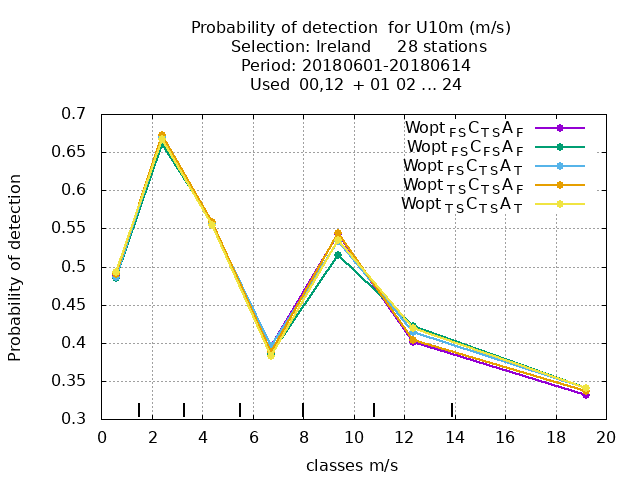 Probability of detection for U10m (m/s)
Selection: Ireland 28 stations
Period: 20180601-20180614
Used 00,12 + 01 02 ... 24
Probability of detection
0.7
0.65
0.6
0.55
0.5
0.45
0.4
0.35
0.3
Wopt FS C TS A F
Wopt FS C FS A F
Wopt FS C TS A T
Wopt TS C TS A F
Wopt TS C TS A T
0 2 4 6 8 10 12 14 16 18 20
classes m/s